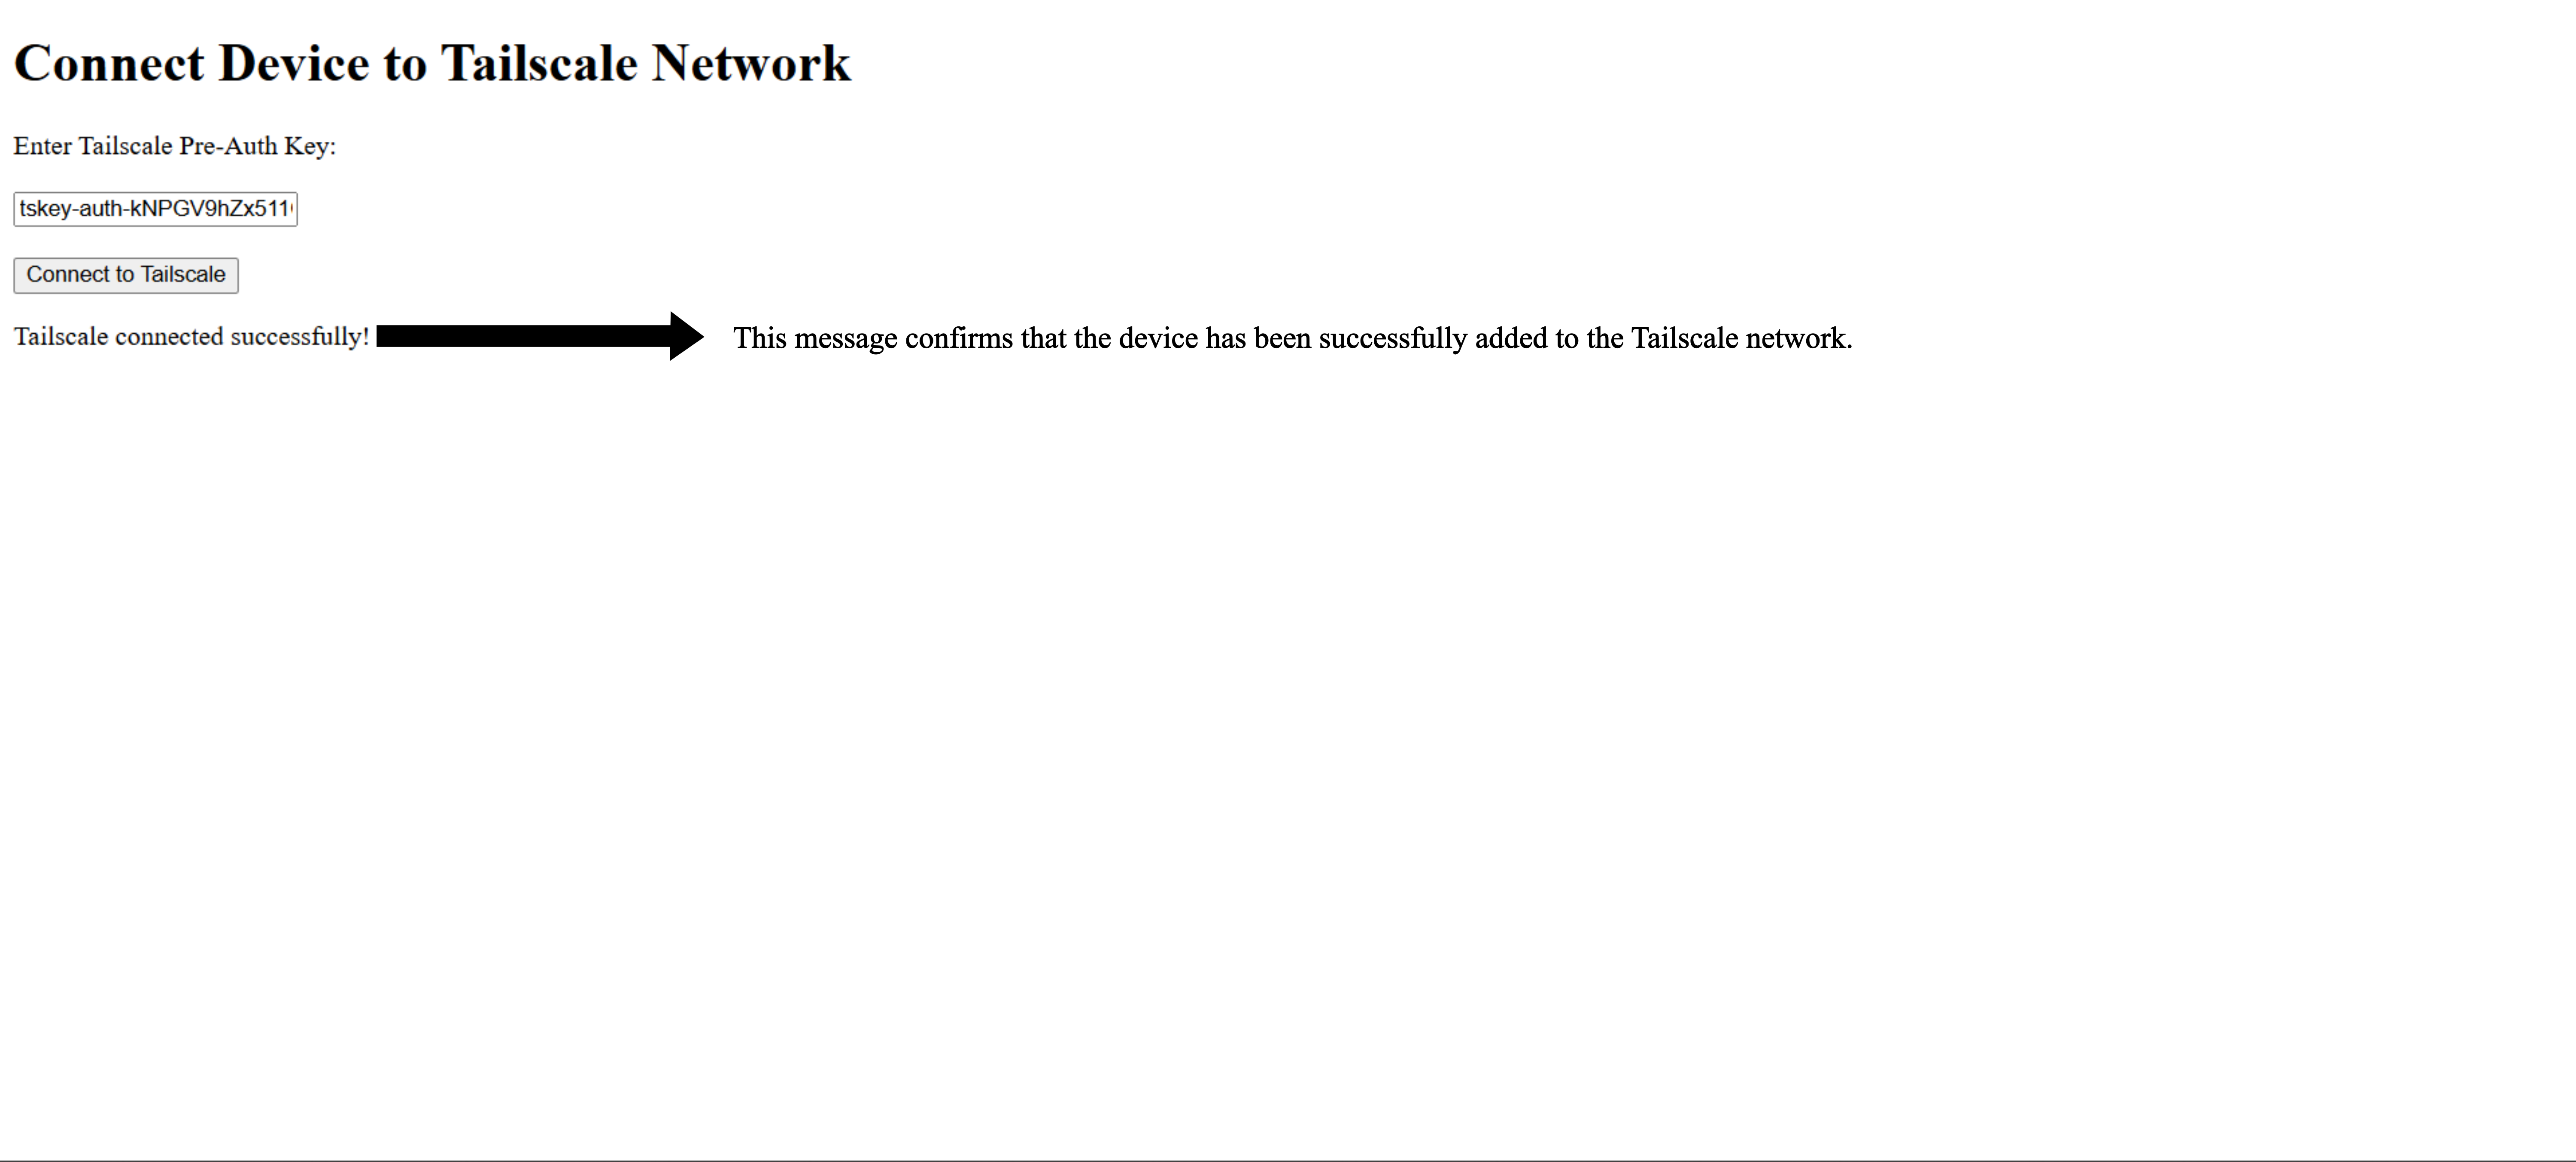 Connect Device to Tailscale Network
Enter Tailscale Pre-Auth Key:
tskey-auth-kNPGV9hZx511
Connect to Tailscale
Tailscale connected successfully! This message confirms that the device has been successfully added to the Tailscale network.